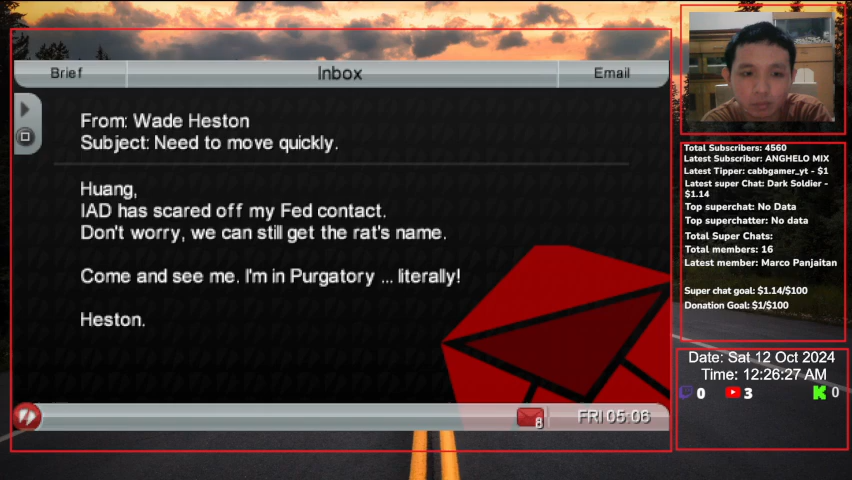 Brief
Inbox
Email
From: Wade Heston
Subject: Need to move quickly.
Huang,
IAD has scared off my Fed contact.
Don't worry, we can still get the rat's name.
Come and see me. I'm in Purgatory ... literally!
Heston.
8
FRI 05:06
Total Subscribers: 4560
Latest Subscriber: ANGHELO MIX
Latest Tipper: cabbgamer_yt - $1
Latest super Chat: Dark Soldier -
$1.14
Top superchat: No Data
Top superchatter: No data
Total Super Chats:
Total members: 16
Latest member: Marco Panjaitan
Super chat goal: $1.14/$100
Donation Goal: $1/$100
Date: Sat 12 Oct 2024
Time: 12:26:27 AM
0
3
K 0